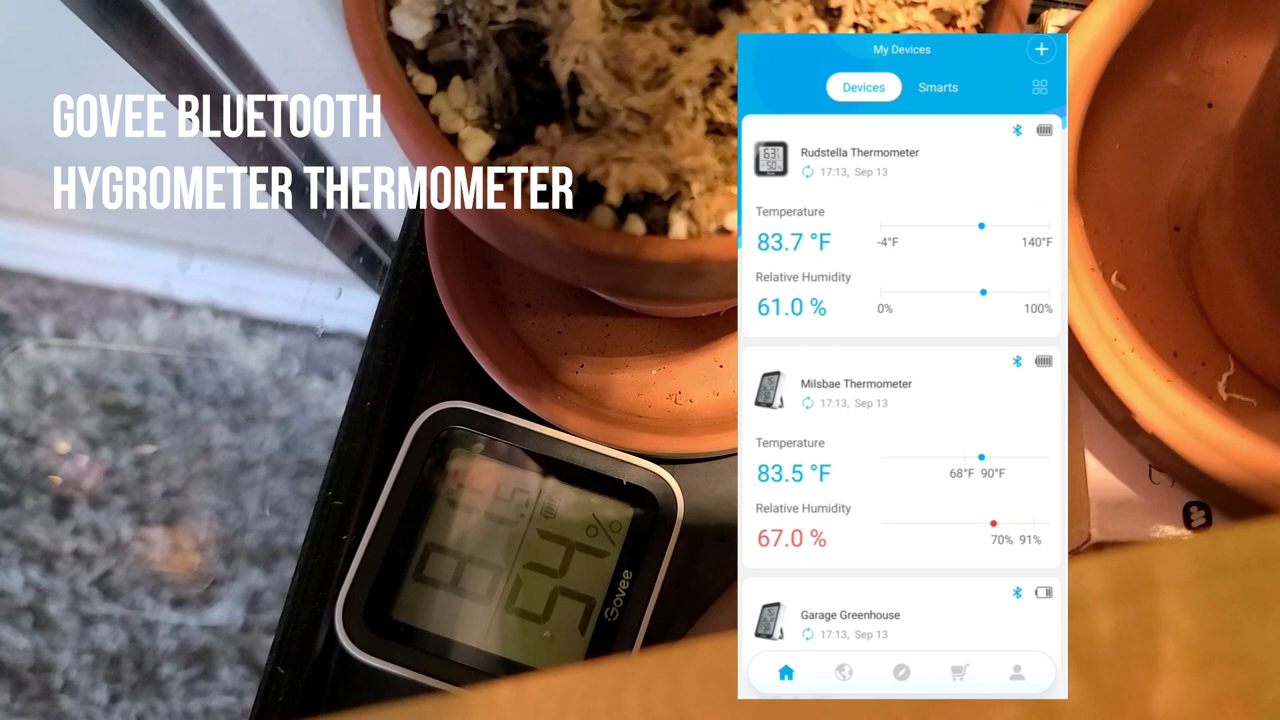 GOVEE BLUETOOTH
HYGROMETER THERMOMETER
My Devices
+
Devices Smarts
Rudstella Thermometer
17:13, Sep 13
Temperature
83.7 °F
-4°F 140°F
Relative Humidity
61.0 %
0% 100%
Milsbae Thermometer
17:13, Sep 13
Temperature
83.5 °F
68°F 90°F
Relative Humidity
67.0 %
70% 91%
Garage Greenhouse
17:13, Sep 13
54%
Govee